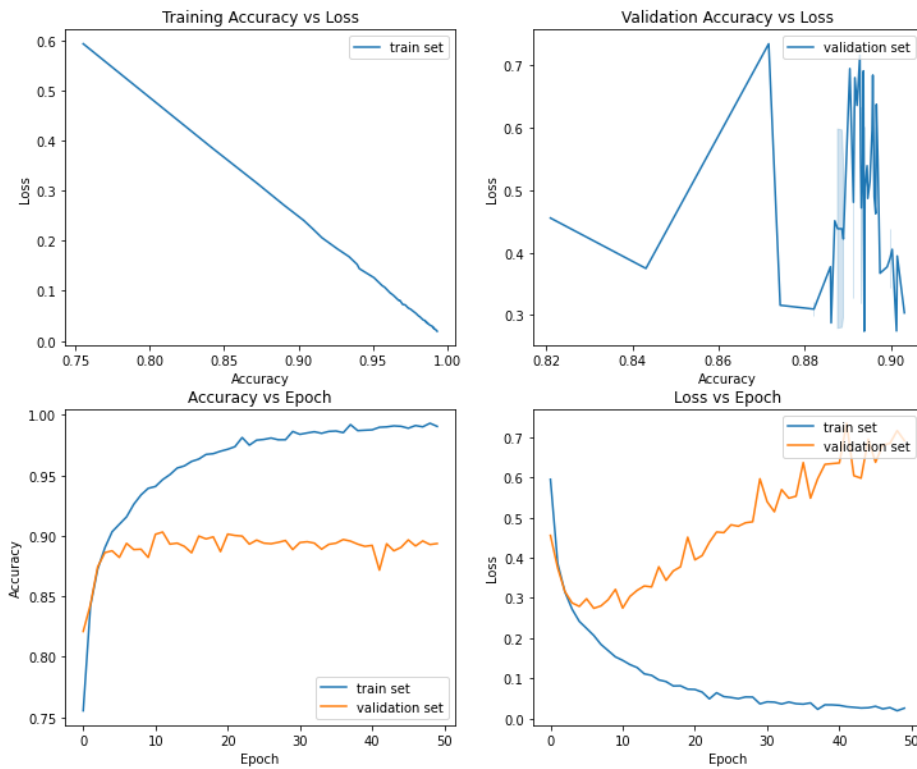 Training Accuracy vs Loss
train set
Loss
0.6
0.5
0.4
0.3
0.2
0.1
0.0
0.75 0.80 0.85 0.90 0.95 1.00
Accuracy
Validation Accuracy vs Loss
validation set
Loss
0.7
0.6
0.5
0.4
0.3
0.82 0.84 0.86 0.88 0.90
Accuracy
Accuracy vs Epoch
Accuracy
1.00
0.95
0.90
0.85
0.80
0.75
train set
validation set
0 10 20 30 40 50
Epoch
Loss vs Epoch
train set
validation set
Loss
0.7
0.6
0.5
0.4
0.3
0.2
0.1
0.0
0 10 20 30 40 50
Epoch